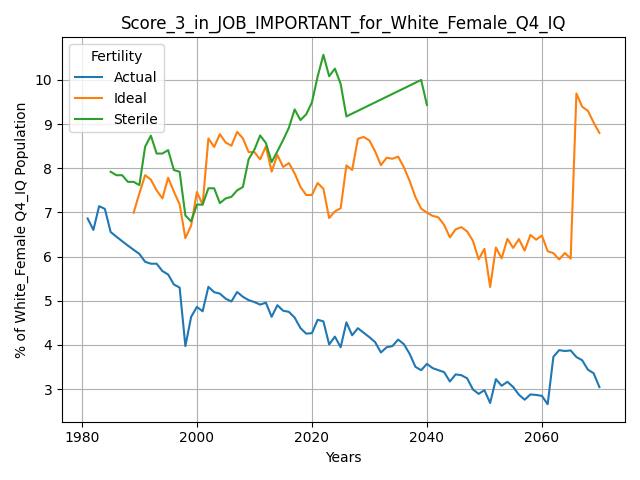 Score_3_in_JOB_IMPORTANT_for_White_Female_Q4_IQ
Fertility
Actual
Ideal
Sterile
% of White_Female Q4_IQ Population
10
9
8
7
6
5
4
3
1980
2000
2020
2040
2060
Years